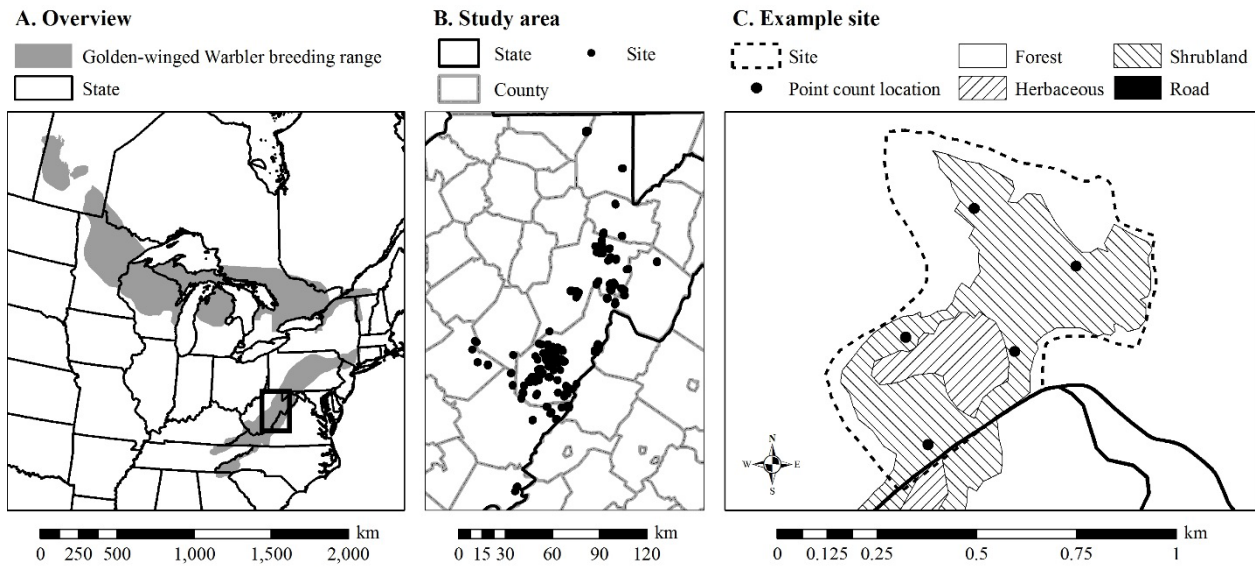 A. Overview
Golden-winged Warbler breeding range
State
B. Study area
State
Site
County
C. Example site
Site
Forest
Shrubland
Point count location
Herbaceous
Road
N
W E
S
km
0 250 500 1,000 1,500 2,000
km
0 15 30 60 90 120
km
0 0.125 0.25 0.5 0.75 1